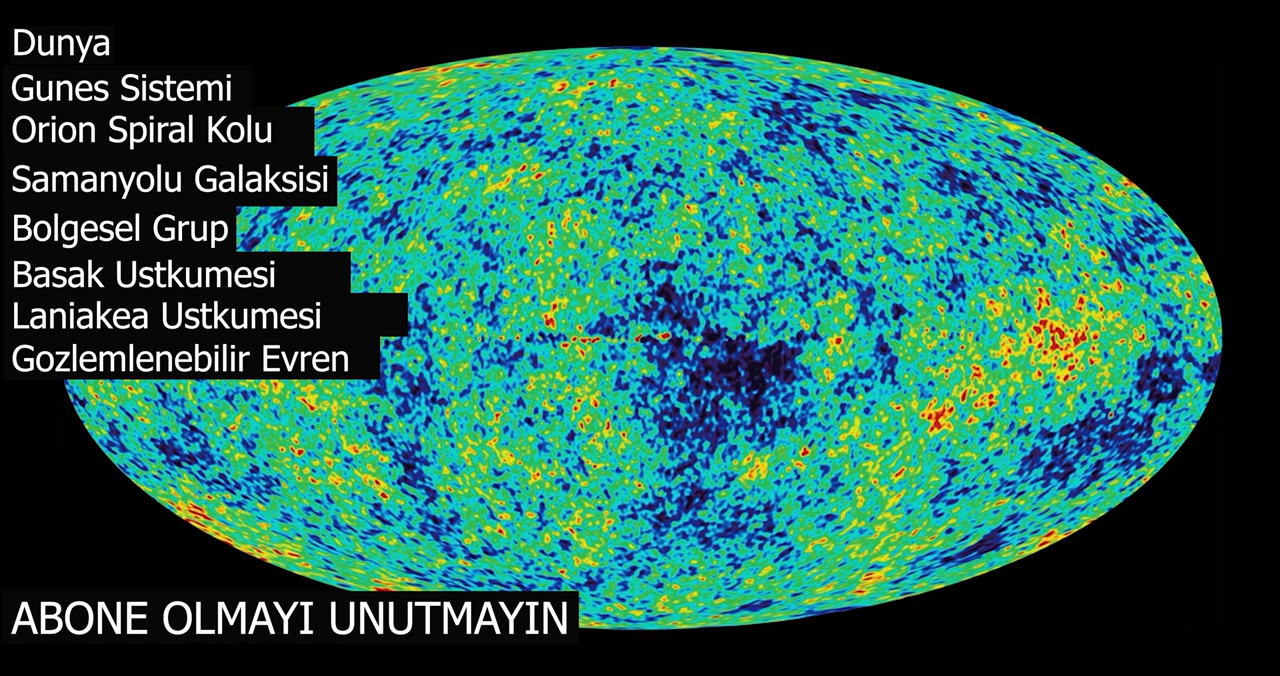 Dunya
Gunes Sistemi
Orion Spiral Kolu
Samanyolu Galaksisi
Bolgesel Grup
Basak Ustkumesi
Laniakea Ustkumesi
Gozlemlenebilir Evren
ABONE OLMAYI UNUTMAYIN